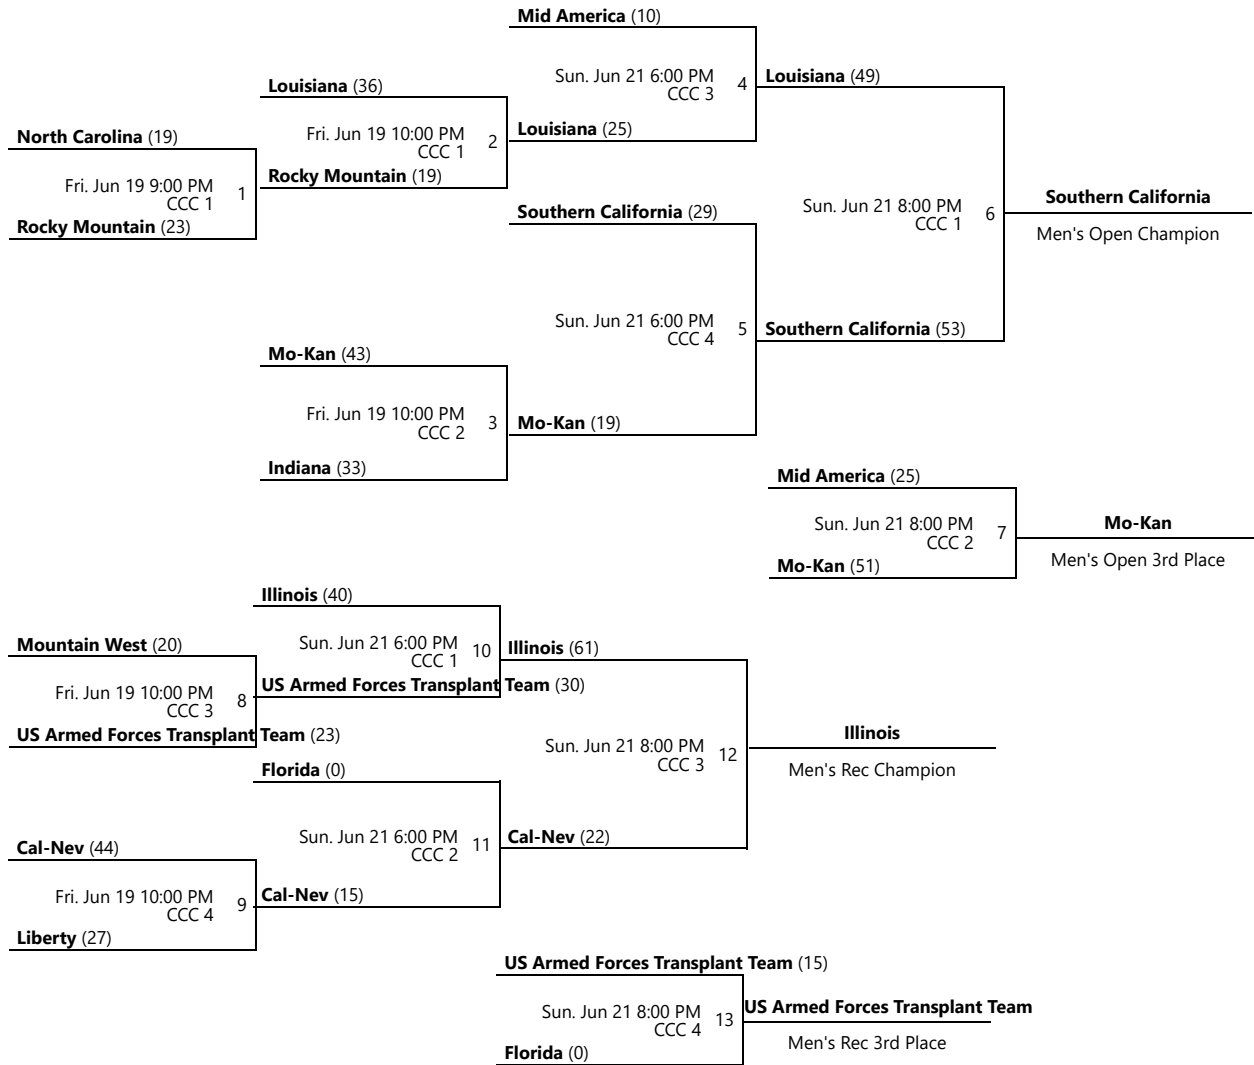 Mid America (10)
Sun. Jun 21 6:00 PM
CCC 3
4
Louisiana (49)
Louisiana (36)
Fri. Jun 19 10:00 PM
CCC 1
2
Louisiana (25)
North Carolina (19)
Fri. Jun 19 9:00 PM
CCC 1
1
Rocky Mountain (19)
Rocky Mountain (23)
Southern California (29)
Sun. Jun 21 8:00 PM
CCC 1
6
Southern California
Men's Open Champion
Sun. Jun 21 6:00 PM
CCC 4
5
Southern California (53)
Mo-Kan (43)
Fri. Jun 19 10:00 PM
CCC 2
3
Mo-Kan (19)
Indiana (33)
Mid America (25)
Sun. Jun 21 8:00 PM
CCC 2
7
Mo-Kan
Men's Open 3rd Place
Mo-Kan (51)
Illinois (40)
Mountain West (20)
Sun. Jun 21 6:00 PM
CCC 1
10
Illinois (61)
Fri. Jun 19 10:00 PM
CCC 3
8
US Armed Forces Transplant Team (30)
US Armed Forces Transplant Team (23)
Sun. Jun 21 8:00 PM
CCC 3
12
Illinois
Men's Rec Champion
Florida (0)
Sun. Jun 21 6:00 PM
CCC 2
11
Cal-Nev (22)
Cal-Nev (44)
Fri. Jun 19 10:00 PM
CCC 4
9
Cal-Nev (15)
Liberty (27)
US Armed Forces Transplant Team (15)
Sun. Jun 21 8:00 PM
CCC 4
13
US Armed Forces Transplant Team
Men's Rec 3rd Place
Florida (0)